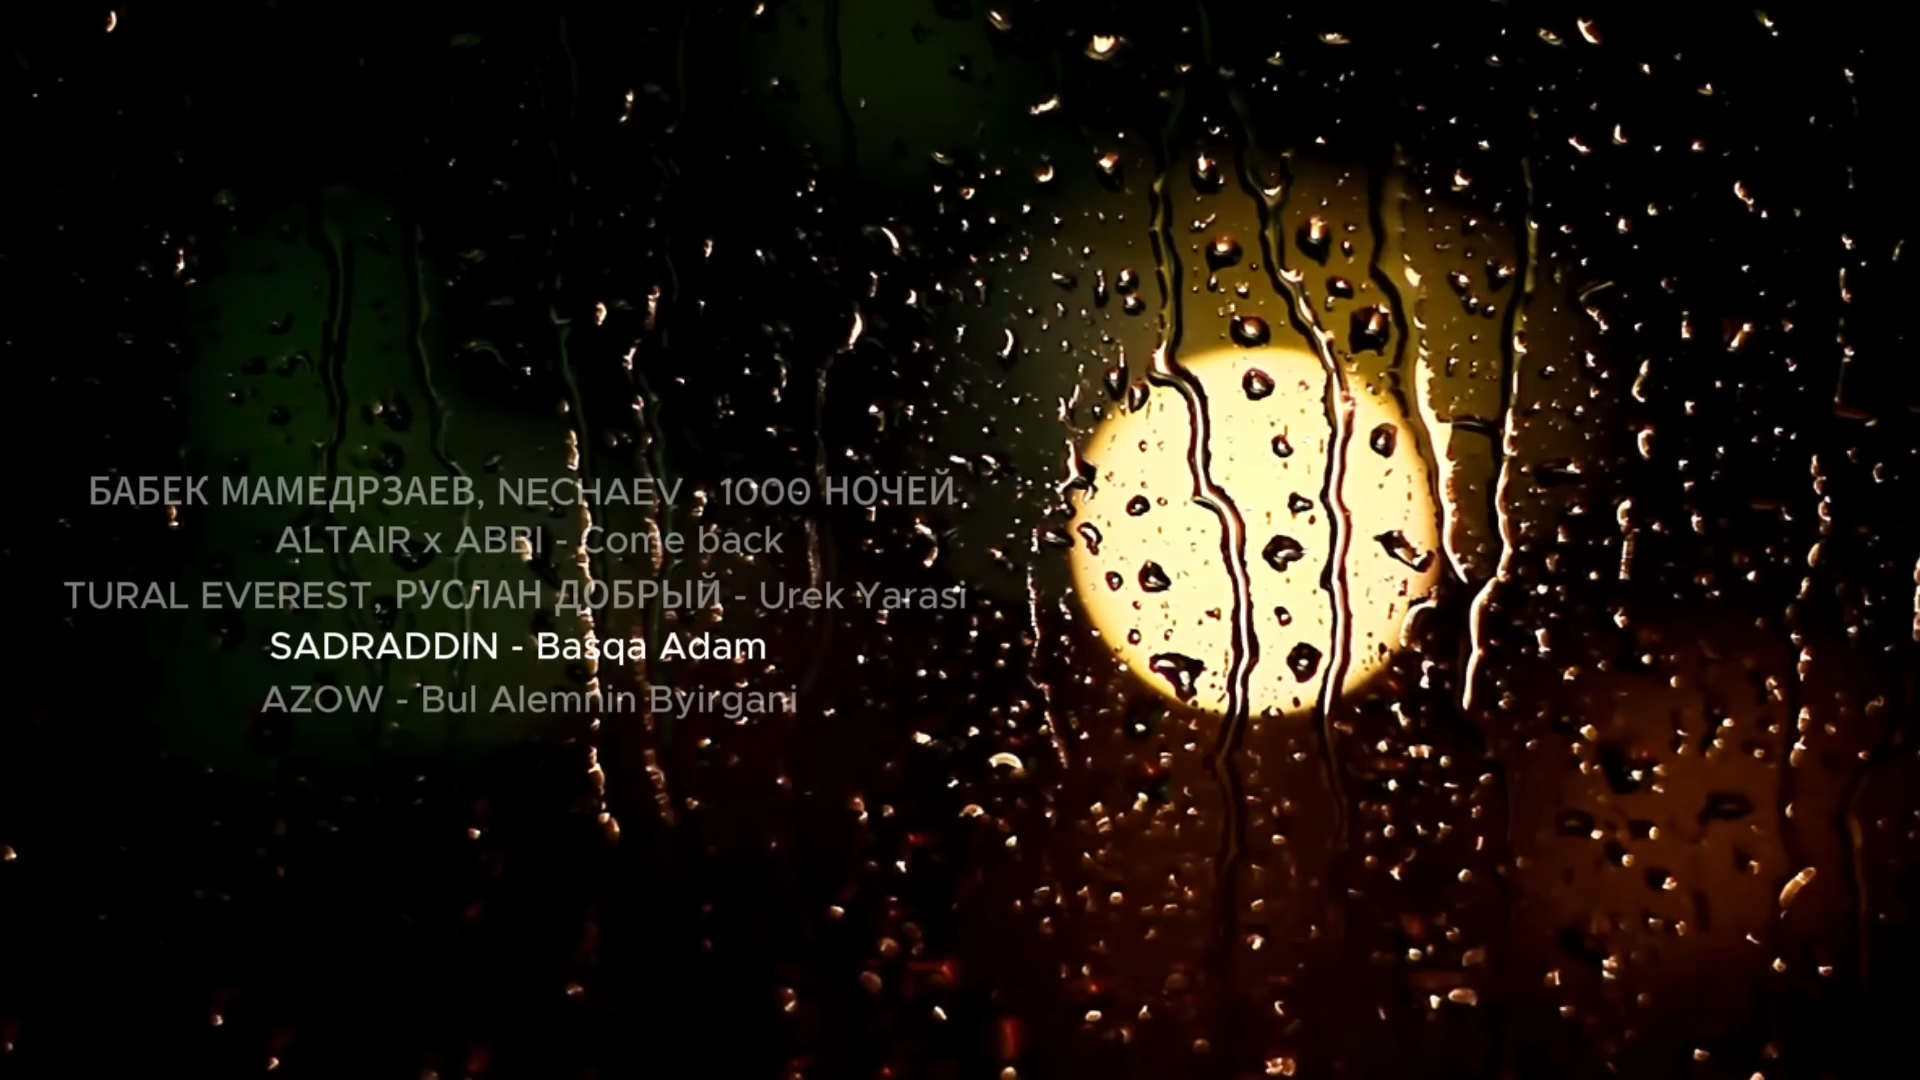 БАБЕК МАМЕДРЗАЕВ, NECHAEV - 1000 НОЧЕЙ
ALTAIR x ABBI - Come back
TURAL EVEREST, РУСЛАН ДОБРЫЙ - Urek Yarasi
SADRADDIN - Basqa Adam
AZOW - Bul Alemnin Byirgani